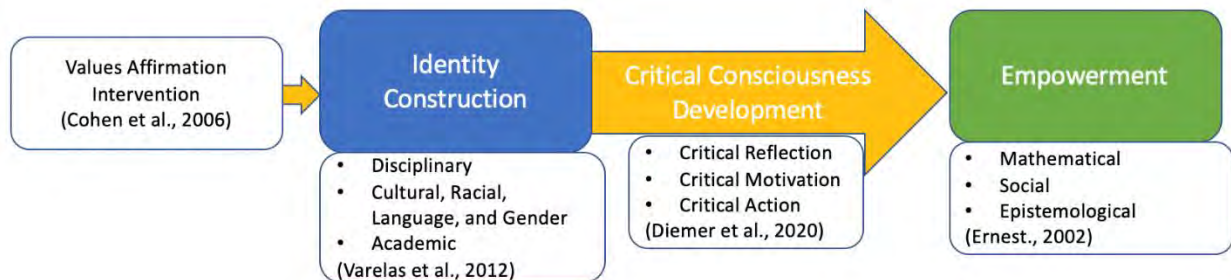 Values Affirmation
Intervention
(Cohen et al., 2006)
Identity
Construction
• Disciplinary
• Cultural, Racial,
Language, and Gender
• Academic
(Varelas et al., 2012)
Critical Consciousness
Development
• Critical Reflection
• Critical Motivation
• Critical Action
(Diemer et al., 2020)
Empowerment
• Mathematical
• Social
• Epistemological
(Ernest., 2002)